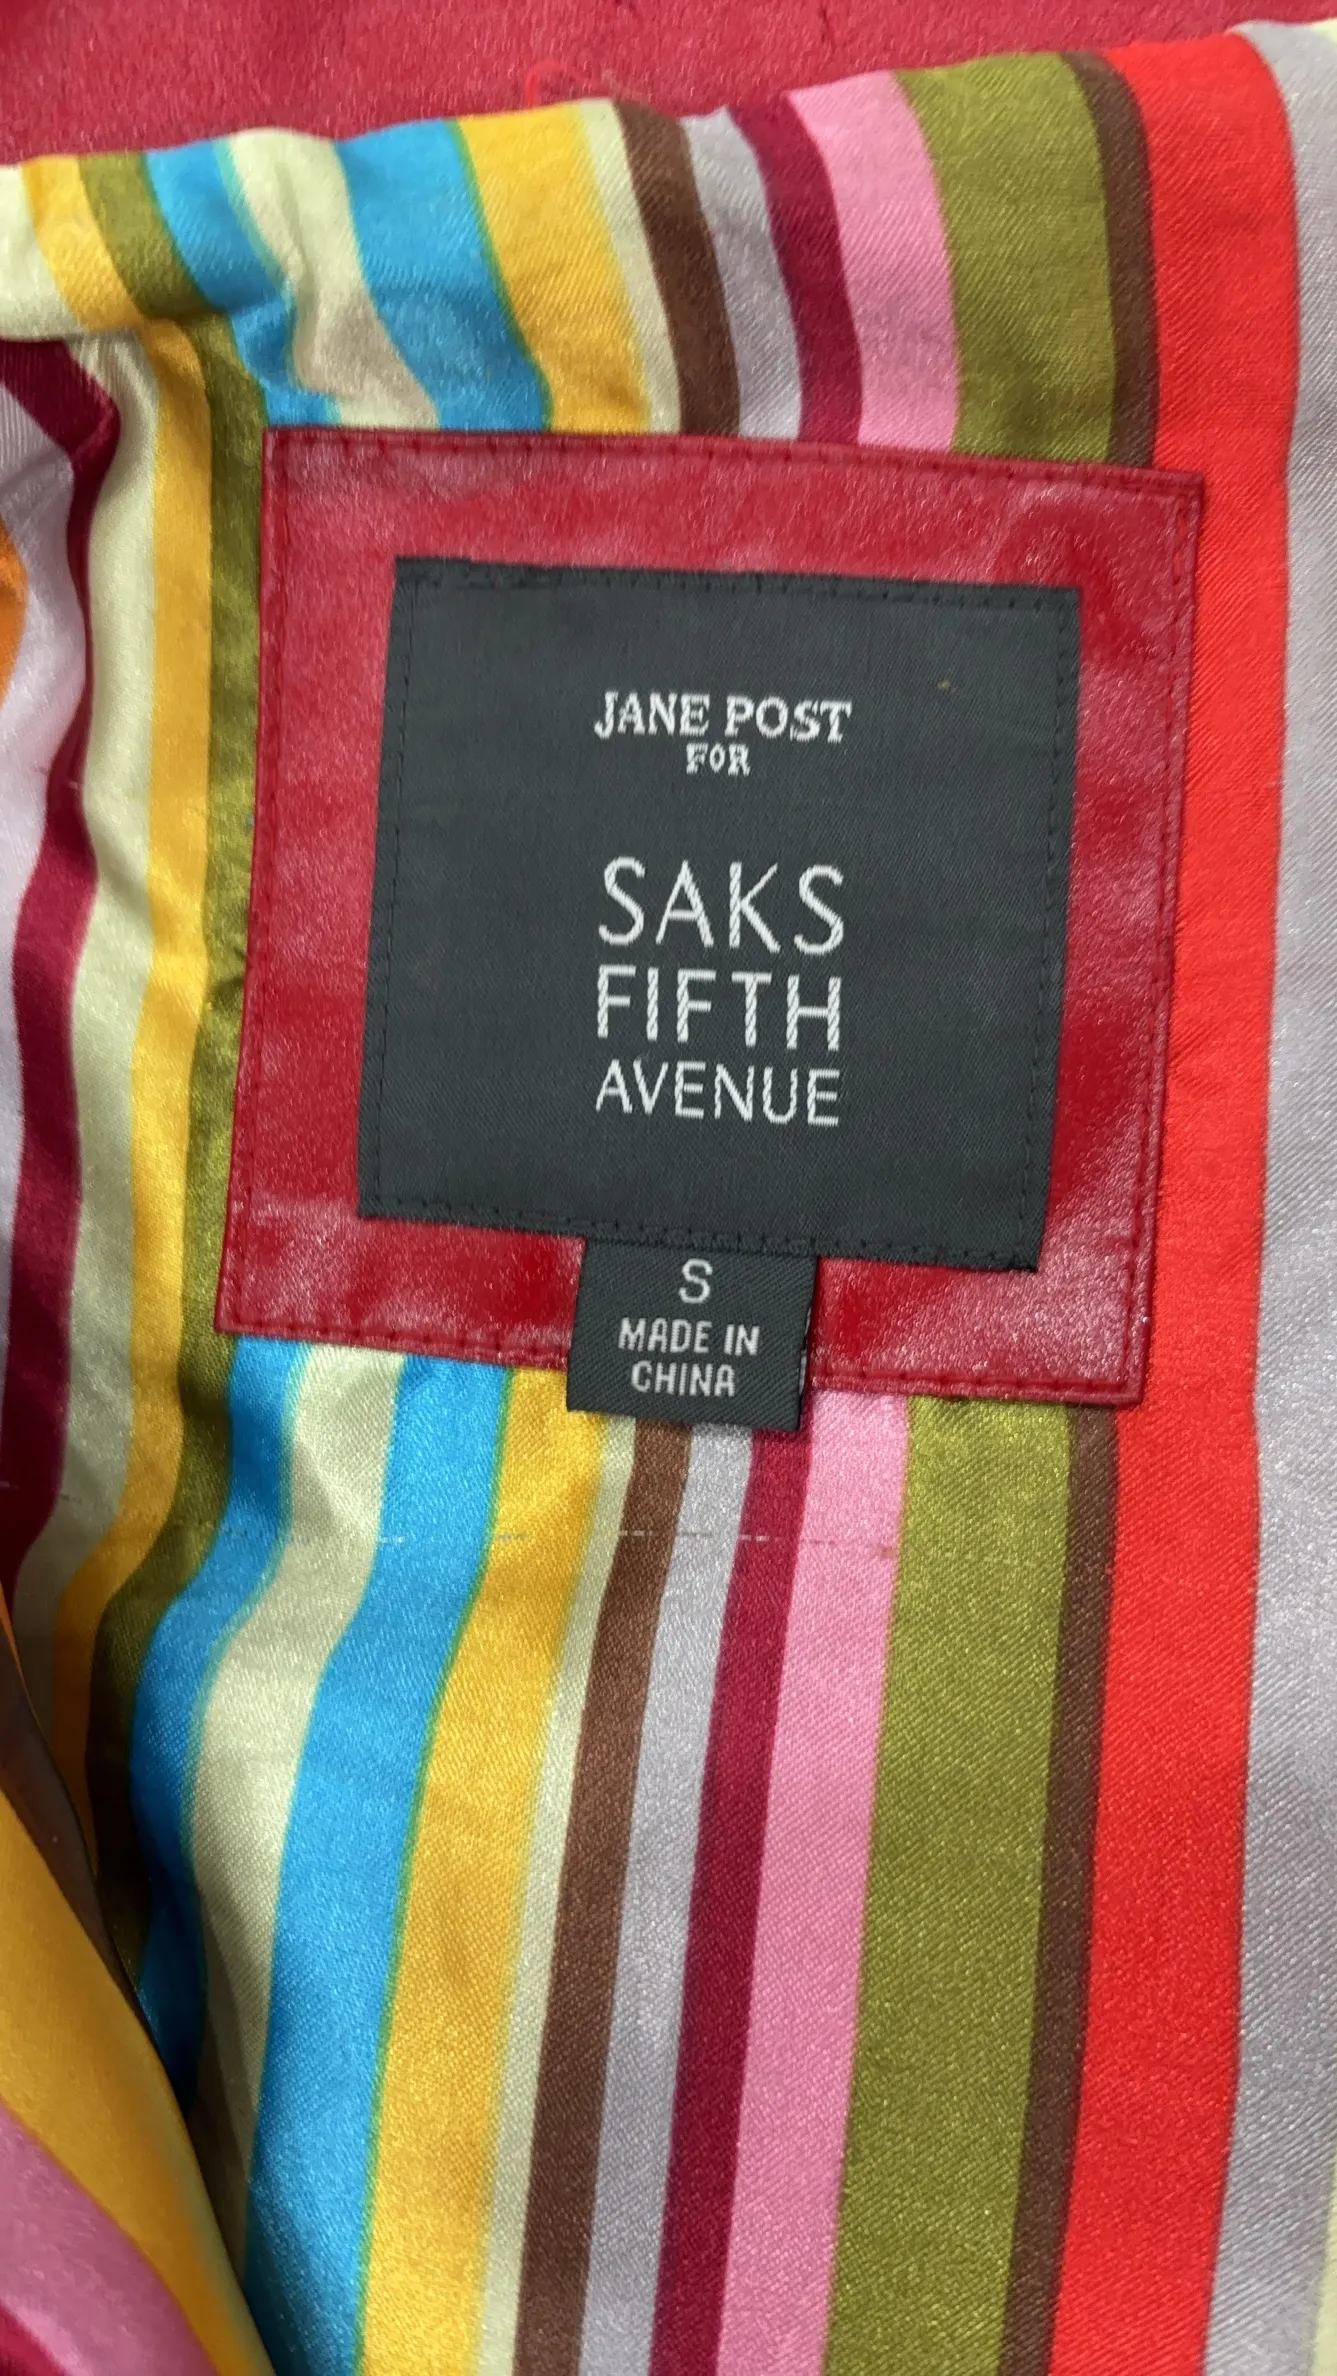 JANE POST
FOR
SAKS
FIFTH
AVENUE
S
MADE IN
CHINA